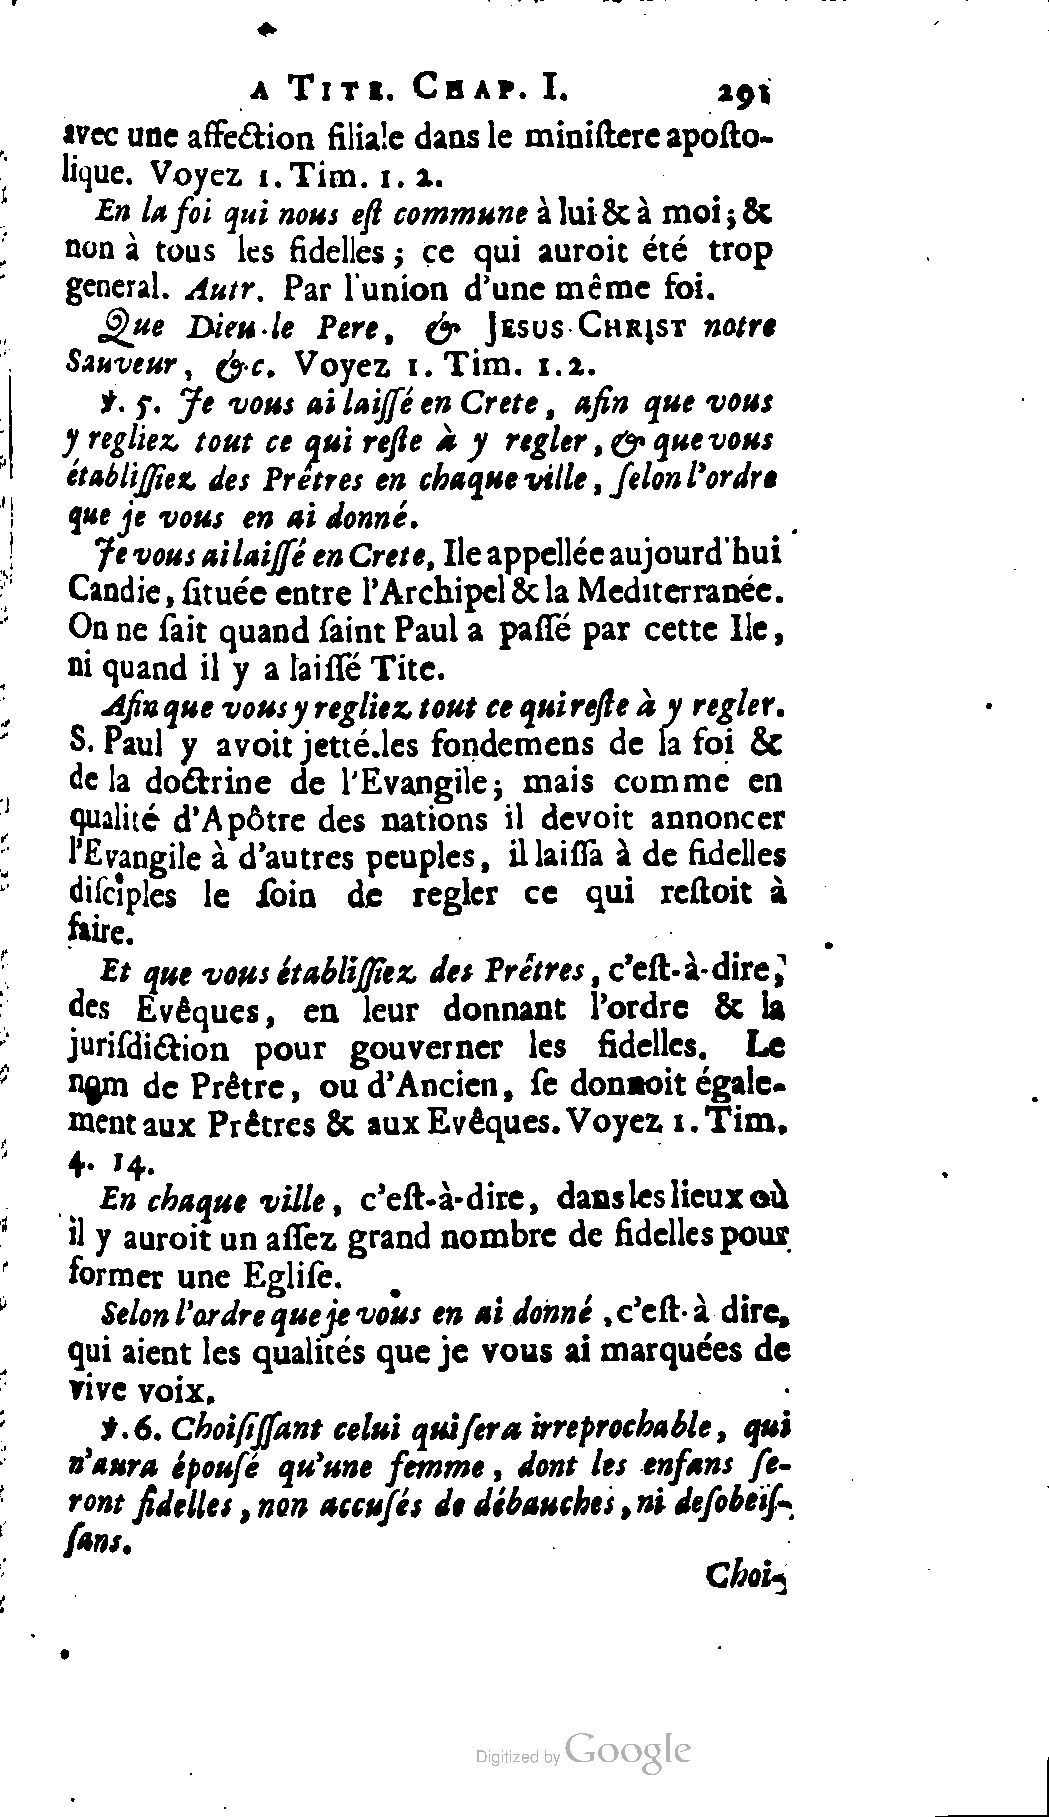 A TITE. CHAP. I. 291
avec une affection filiale dans le miniſtere apoſto-
lique. Voyez 1. Tim. 1. 2.
En la foi qui nous eſt commune à lui & à moi ; &
non à tous les fidelles ; ce qui auroit été trop
general. Autr. Par l'union d'une même foi.
Que Dieu le Pere, & JESUS CHRIST notre
Sauveur, &c. Voyez 1. Tim. 1.2.
℣. 5. Je vous ai laiſſé en Crete, afin que vous
y regliez tout ce qui reſte à y regler, & que vous
établiſſiez des Prêtres en chaque ville, ſelon l'ordre
que je vous en ai donné.
Je vous ai laiſſé en Crete, Ile appellée aujourd'hui
Candie, ſituée entre l'Archipel & la Mediterranée.
On ne ſait quand ſaint Paul a paſſé par cette Ile,
ni quand il y a laiſſé Tite.
Afin que vous y regliez tout ce qui reſte à y regler.
S. Paul y avoit jetté les fondemens de la foi &
de la doctrine de l'Evangile; mais comme en
qualité d'Apôtre des nations il devoit annoncer
l'Evangile à d'autres peuples, il laiſſa à de fidelles
diſciples le ſoin de regler ce qui reſtoit à
faire.
Et que vous établiſſiez des Prêtres, c'eſt-à-dire,
des Evêques, en leur donnant l'ordre & la
juriſdiction pour gouverner les fidelles. Le
nom de Prêtre, ou d'Ancien, ſe donnoit égale-
ment aux Prêtres & aux Evêques. Voyez 1. Tim.
4. 14.
En chaque ville, c'eſt-à-dire, dans les lieux où
il y auroit un aſſez grand nombre de fidelles pour
former une Egliſe.
Selon l'ordre que je vous en ai donné, c'eſt-à dire,
qui aient les qualités que je vous ai marquées de
vive voix.
℣. 6. Choiſiſſant celui qui ſera irreprochable, qui
n'aura épouſé qu'une femme, dont les enfans ſe-
ront fidelles, non accuſés de débauches, ni deſobeïſ-
ſans.
Choi-
Digitized by Google